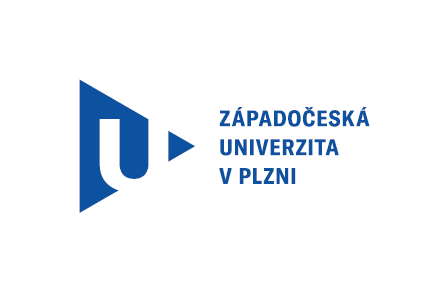 U
ZÁPADOČESKÁ
UNIVERZITA
V PLZNI